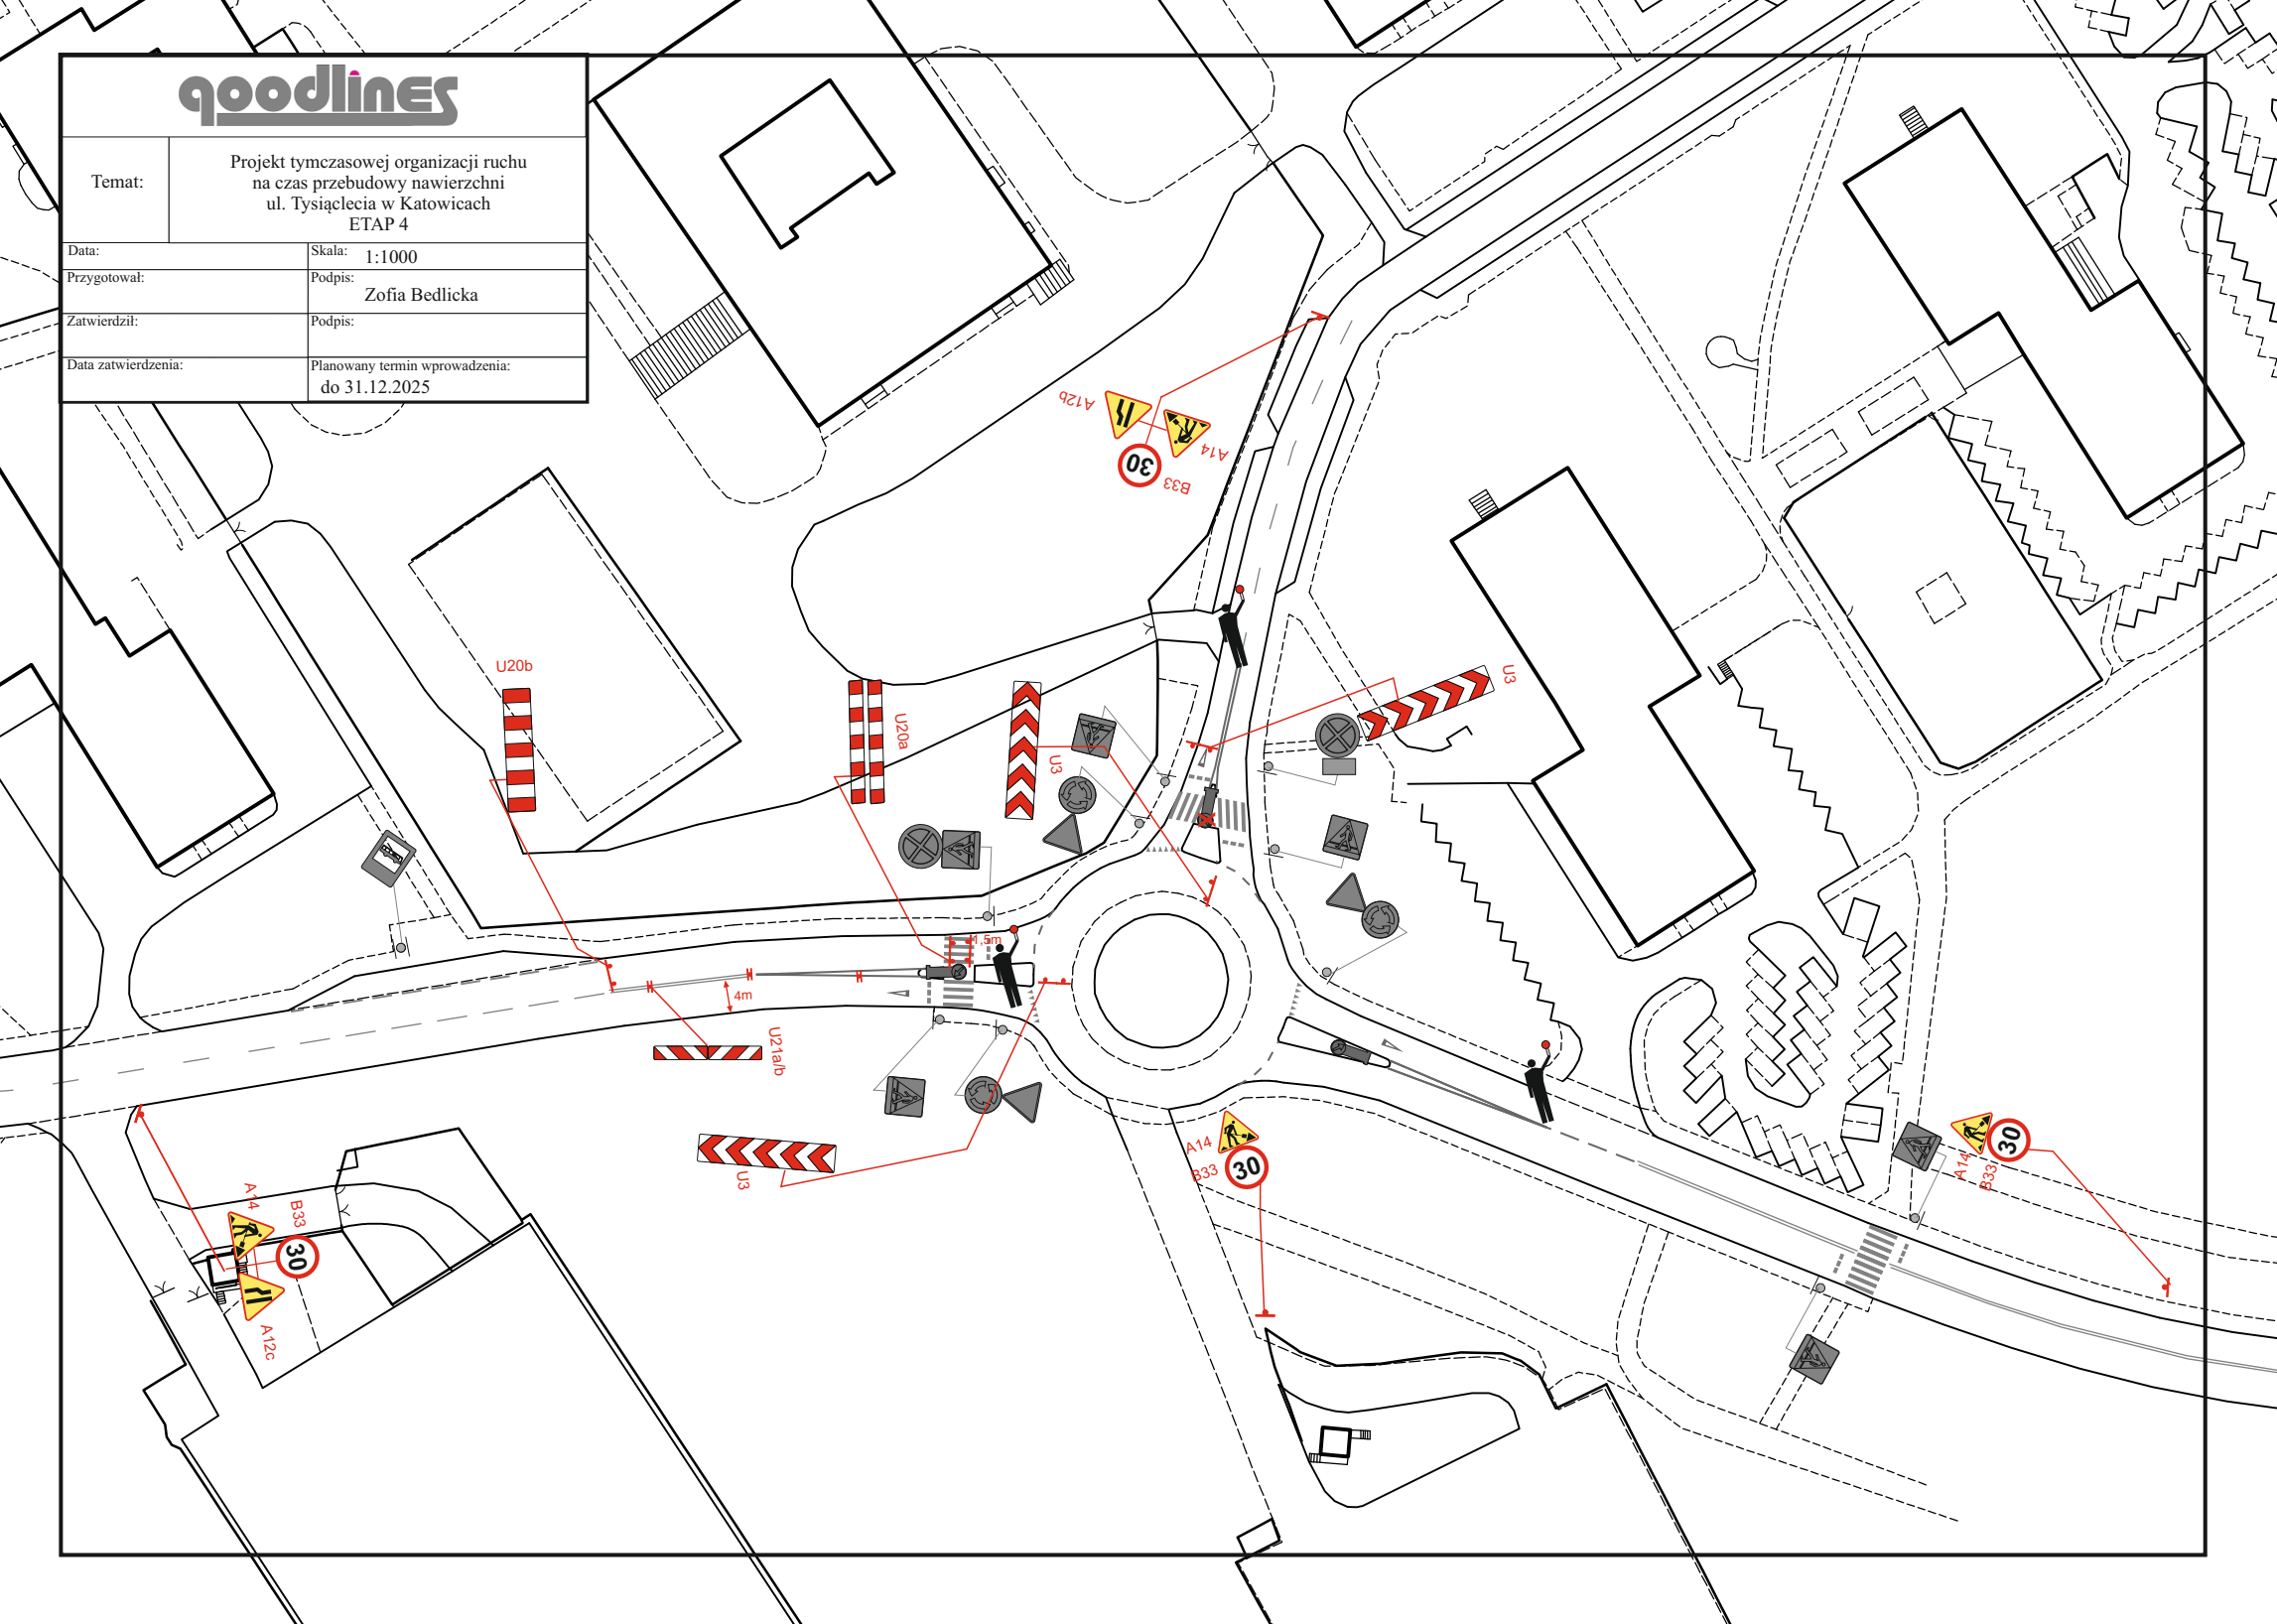 goodlines
Temat:
Projekt tymczasowej organizacji ruchu
na czas przebudowy nawierzchni
ul. Tysiąclecia w Katowicach
ETAP 4
Data:
Skala: 1:1000
Przygotował:
Podpis:
Zofia Bedlicka
Zatwierdził:
Podpis:
Data zatwierdzenia:
Planowany termin wprowadzenia:
do 31.12.2025
A12b
A14
30
B33
U20b
U20a
U3
U3
1,5m
4m
U21a/b
U3
A14
B33
30
A14
B33
30
A14
B33
30
A12c